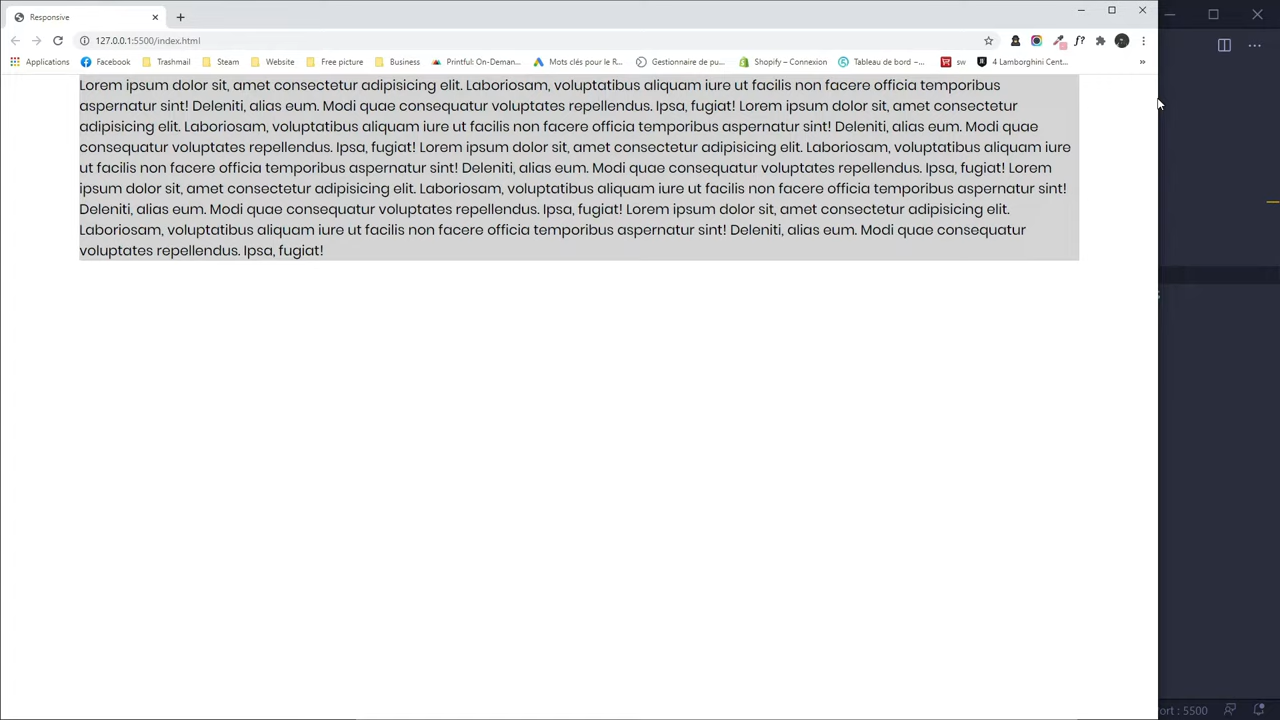 Responsive
127.0.0.1:5500/index.html
f?
Applications Facebook Trashmail Steam Website Free picture Business Printful: On-Deman... Mots clés pour le R... Gestionnaire de pu... Shopify – Connexion Tableau de bord –... sw 4 Lamborghini Cent... »
Lorem ipsum dolor sit, amet consectetur adipisicing elit. Laboriosam, voluptatibus aliquam iure ut facilis non facere officia temporibus
aspernatur sint! Deleniti, alias eum. Modi quae consequatur voluptates repellendus. Ipsa, fugiat! Lorem ipsum dolor sit, amet consectetur
adipisicing elit. Laboriosam, voluptatibus aliquam iure ut facilis non facere officia temporibus aspernatur sint! Deleniti, alias eum. Modi quae
consequatur voluptates repellendus. Ipsa, fugiat! Lorem ipsum dolor sit, amet consectetur adipisicing elit. Laboriosam, voluptatibus aliquam iure
ut facilis non facere officia temporibus aspernatur sint! Deleniti, alias eum. Modi quae consequatur voluptates repellendus. Ipsa, fugiat! Lorem
ipsum dolor sit, amet consectetur adipisicing elit. Laboriosam, voluptatibus aliquam iure ut facilis non facere officia temporibus aspernatur sint!
Deleniti, alias eum. Modi quae consequatur voluptates repellendus. Ipsa, fugiat! Lorem ipsum dolor sit, amet consectetur adipisicing elit.
Laboriosam, voluptatibus aliquam iure ut facilis non facere officia temporibus aspernatur sint! Deleniti, alias eum. Modi quae consequatur
voluptates repellendus. Ipsa, fugiat!
ort : 5500